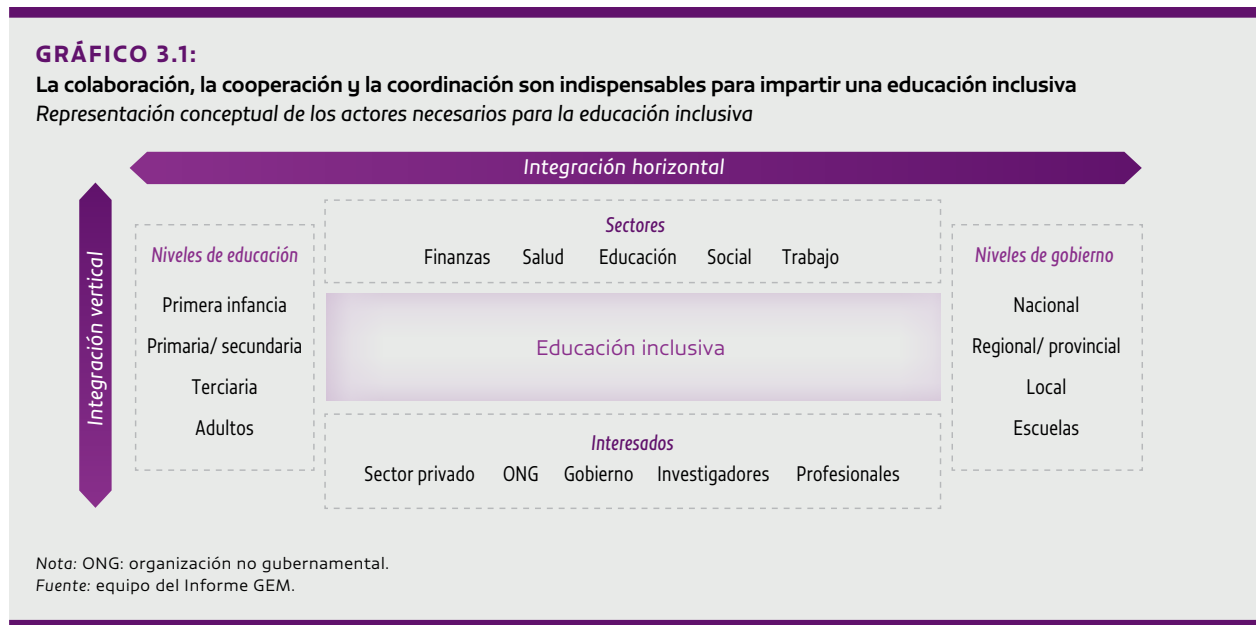 GRÁFICO 3.1:
La colaboración, la cooperación y la coordinación son indispensables para impartir una educación inclusiva
Representación conceptual de los actores necesarios para la educación inclusiva
Integración horizontal
Integración vertical
Niveles de educación
Primera infancia
Primaria/ secundaria
Terciaria
Adultos
Sectores
Finanzas Salud Educación Social Trabajo
Educación inclusiva
Interesados
Sector privado ONG Gobierno Investigadores Profesionales
Niveles de gobierno
Nacional
Regional/ provincial
Local
Escuelas
Nota: ONG: organización no gubernamental.
Fuente: equipo del Informe GEM.